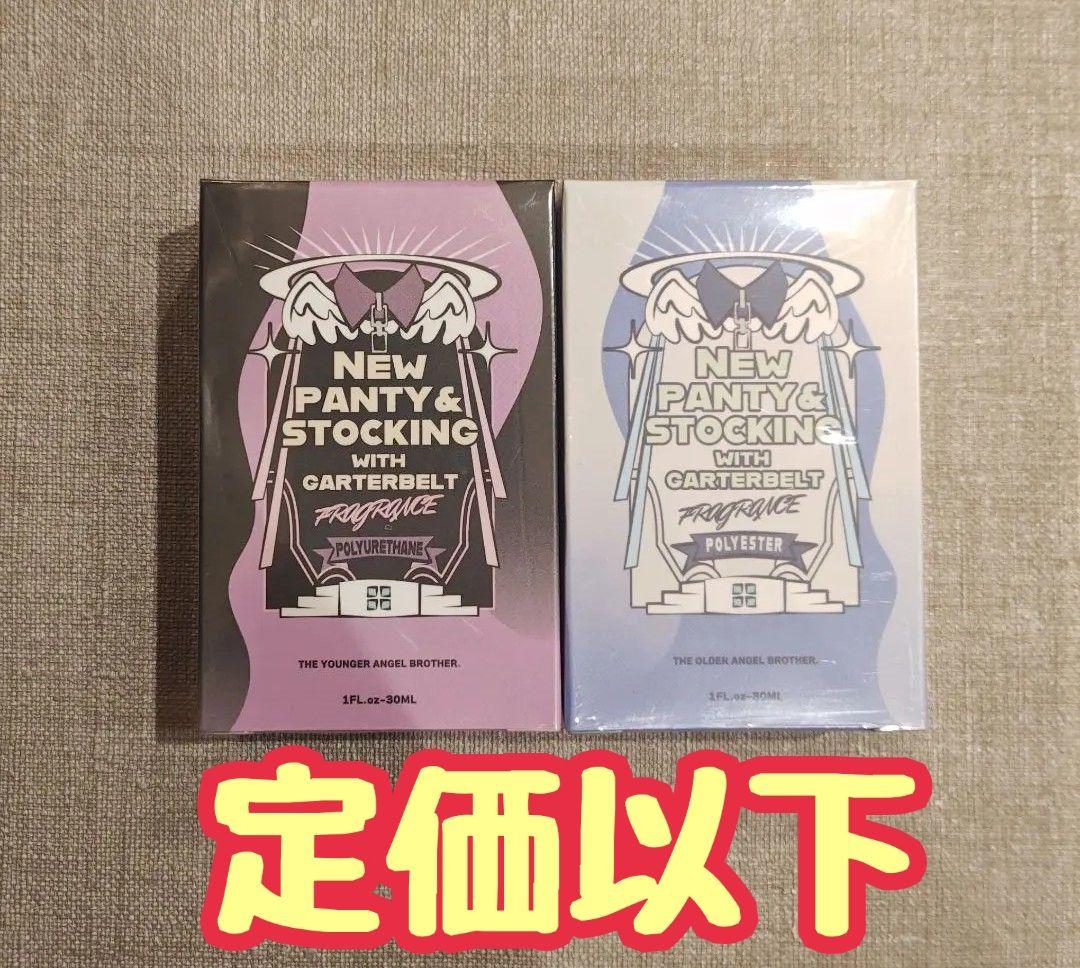 NEW
PANTY &
STOCKING
WITH
GARTERBELT
FRAGRANCE
POLYURETHANE
THE YOUNGER ANGEL BROTHER.
1FL.oz-30ML
NEW
PANTY &
STOCKING
WITH
GARTERBELT
FRAGRANCE
POLYESTER
THE OLDER ANGEL BROTHER.
1FL.oz-30ML
定価以下